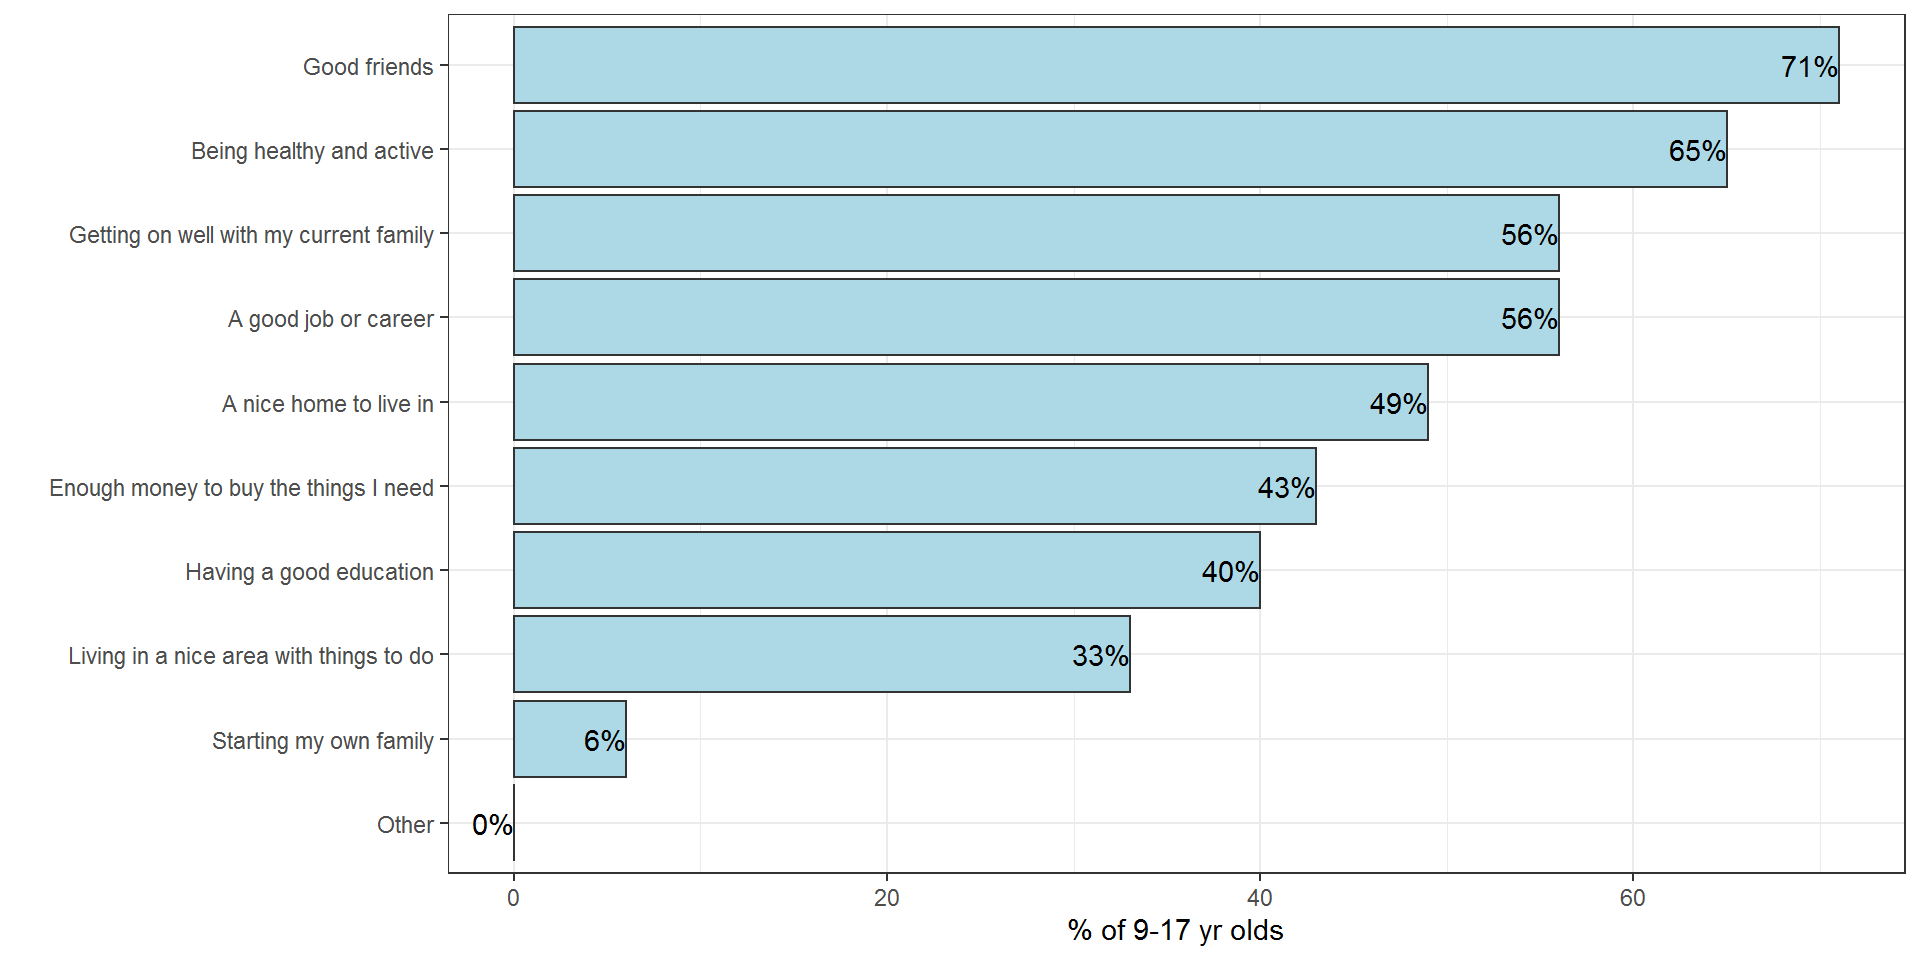 Good friends 71%
Being healthy and active 65%
Getting on well with my current family 56%
A good job or career 56%
A nice home to live in 49%
Enough money to buy the things I need 43%
Having a good education 40%
Living in a nice area with things to do 33%
Starting my own family 6%
Other 0%
0 20 40 60
% of 9-17 yr olds